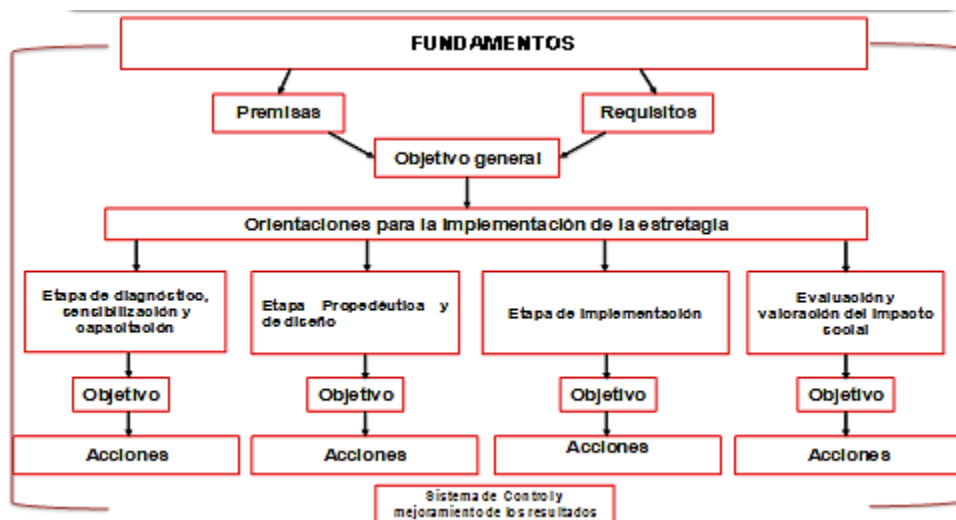 FUNDAMENTOS
Premisas
Requisitos
Objetivo general
Orientaciones para la implementación de la estretagia
Etapa de diagnóstico,
sensibilización y
capacitación
Etapa Propedéutica y
de diseño
Etapa de implementación
Evaluación y
valoración del impacto
social
Objetivo
Objetivo
Objetivo
Objetivo
Acciones
Acciones
Acciones
Acciones
Sistema de Control y
mejoramiento de los resultados